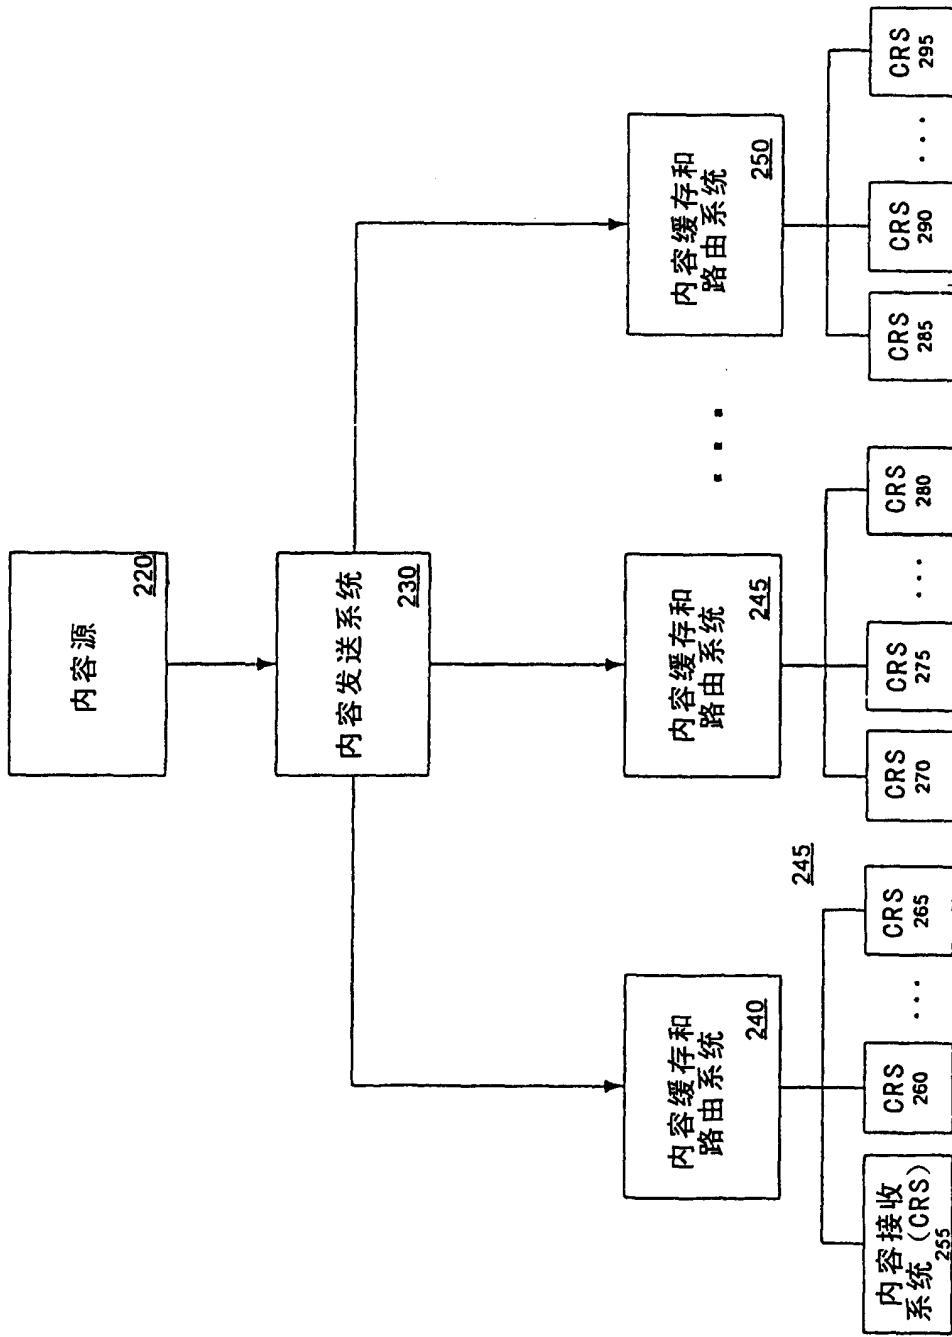 内容源
220
内容发送系统
230
内容缓存和
路由系统
240
内容缓存和
路由系统
245
...
内容缓存和
路由系统
250
245
内容接收
系统 (CRS)
255
CRS
260
...
CRS
265
CRS
270
CRS
275
...
CRS
280
CRS
285
CRS
290
...
CRS
295